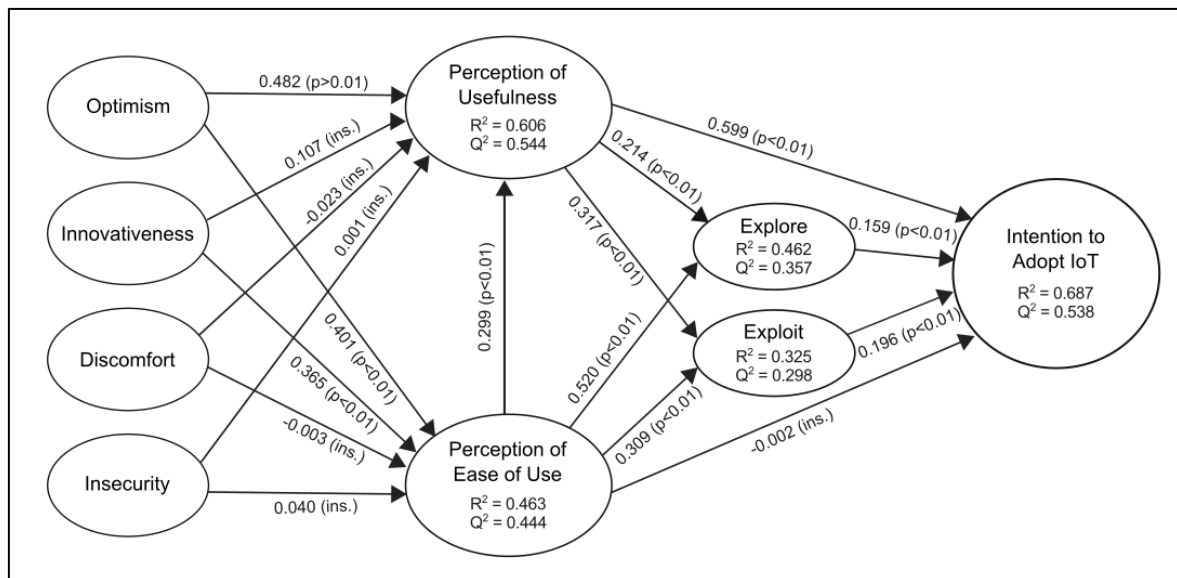 Optimism
Innovativeness
Discomfort
Insecurity
0.482 (p>0.01)
0.107 (ins.)
-0.023 (ins.)
0.001 (ins.)
0.401 (p<0.01)
0.365 (p<0.01)
-0.003 (ins.)
0.040 (ins.)
Perception of
Usefulness
R² = 0.606
Q² = 0.544
0.299 (p<0.01)
Perception of
Ease of Use
R² = 0.463
Q² = 0.444
0.599 (p<0.01)
0.214 (p<0.01)
0.317 (p<0.01)
0.520 (p<0.01)
0.309 (p<0.01)
-0.002 (ins.)
Explore
R² = 0.462
Q² = 0.357
Exploit
R² = 0.325
Q² = 0.298
0.159 (p<0.01)
0.196 (p<0.01)
Intention to
Adopt IoT
R² = 0.687
Q² = 0.538